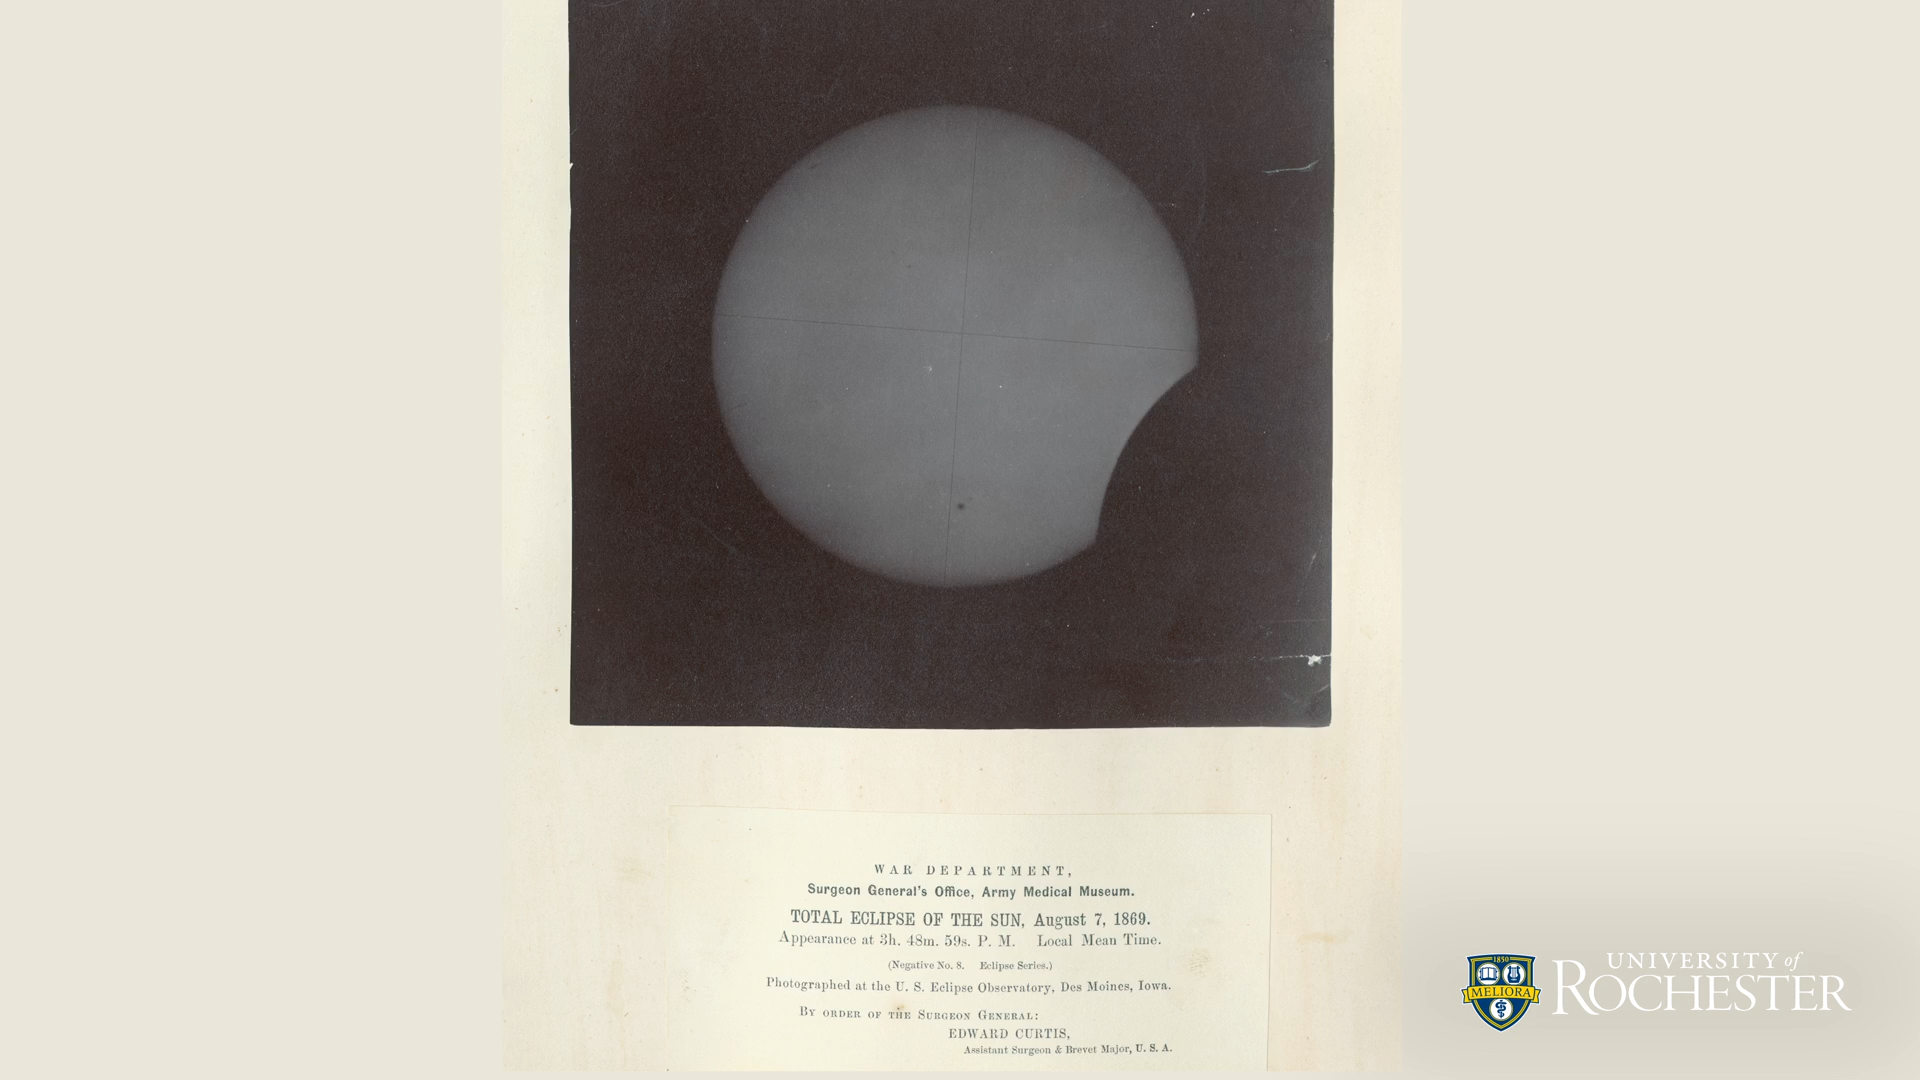 WAR DEPARTMENT,
Surgeon General's Office, Army Medical Museum.
TOTAL ECLIPSE OF THE SUN, August 7, 1869.
Appearance at 3h. 48m. 59s. P. M. Local Mean Time.
(Negative No. 8. Eclipse Series.)
Photographed at the U. S. Eclipse Observatory, Des Moines, Iowa.
By order of the Surgeon General:
EDWARD CURTIS,
Assistant Surgeon & Brevet Major, U. S. A.
1850
MELIORA
UNIVERSITY of
ROCHESTER